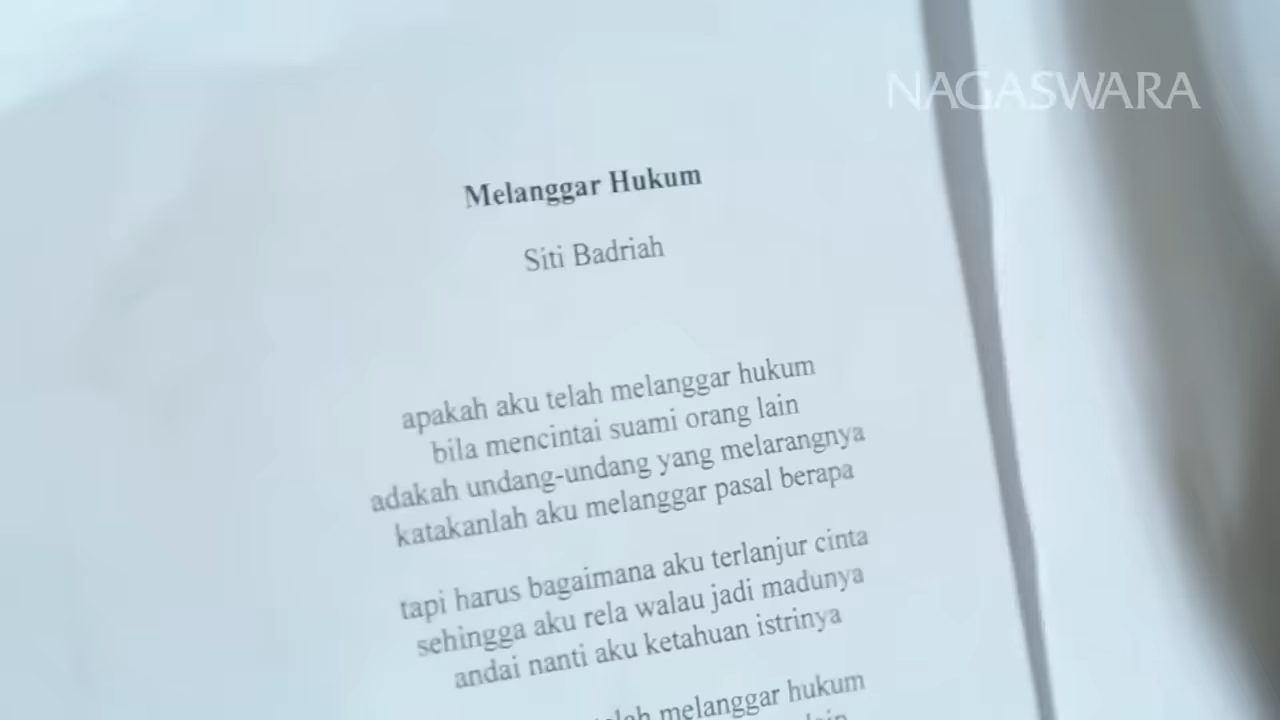 NAGASWARA
Melanggar Hukum
Siti Badriah
apakah aku telah melanggar hukum
bila mencintai suami orang lain
adakah undang-undang yang melarangnya
katakanlah aku melanggar pasal berapa
tapi harus bagaimana aku terlanjur cinta
sehingga aku rela walau jadi madunya
andai nanti aku ketahuan istrinya
melanggar hukum